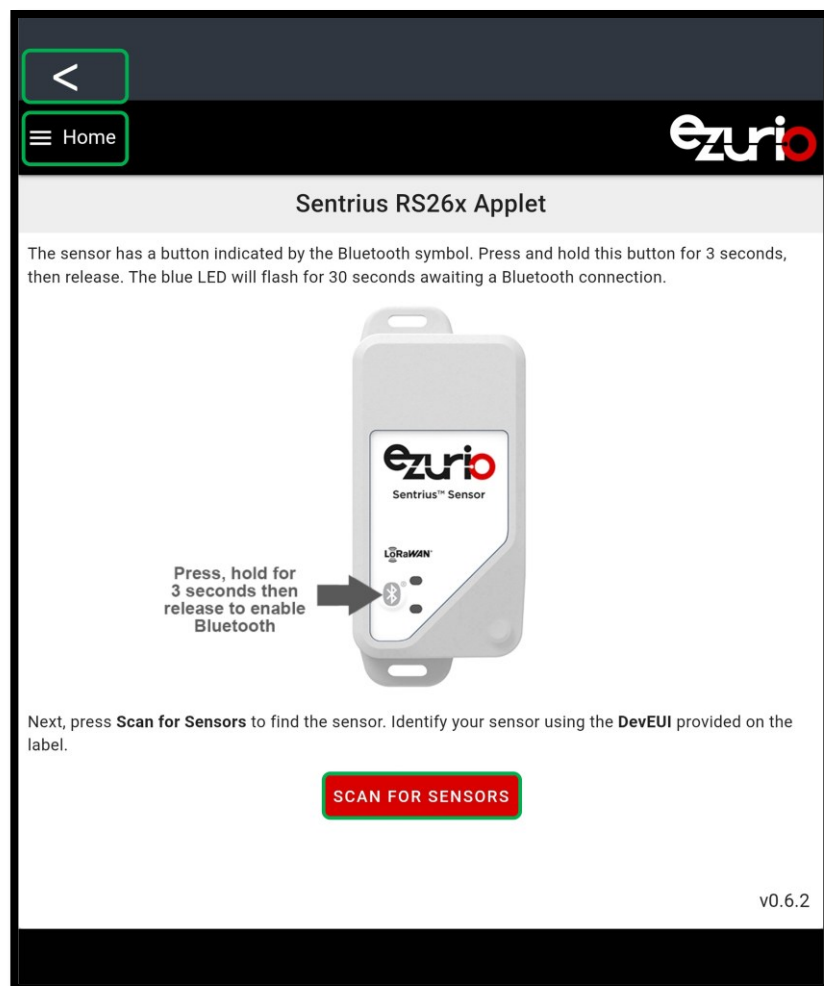 <
Home
ezurio
Sentrius RS26x Applet
The sensor has a button indicated by the Bluetooth symbol. Press and hold this button for 3 seconds,
then release. The blue LED will flash for 30 seconds awaiting a Bluetooth connection.
ezurio
Sentrius™ Sensor
LoRaWAN
Press, hold for
3 seconds then
release to enable
Bluetooth
Next, press Scan for Sensors to find the sensor. Identify your sensor using the DevEUI provided on the
label.
SCAN FOR SENSORS
v0.6.2